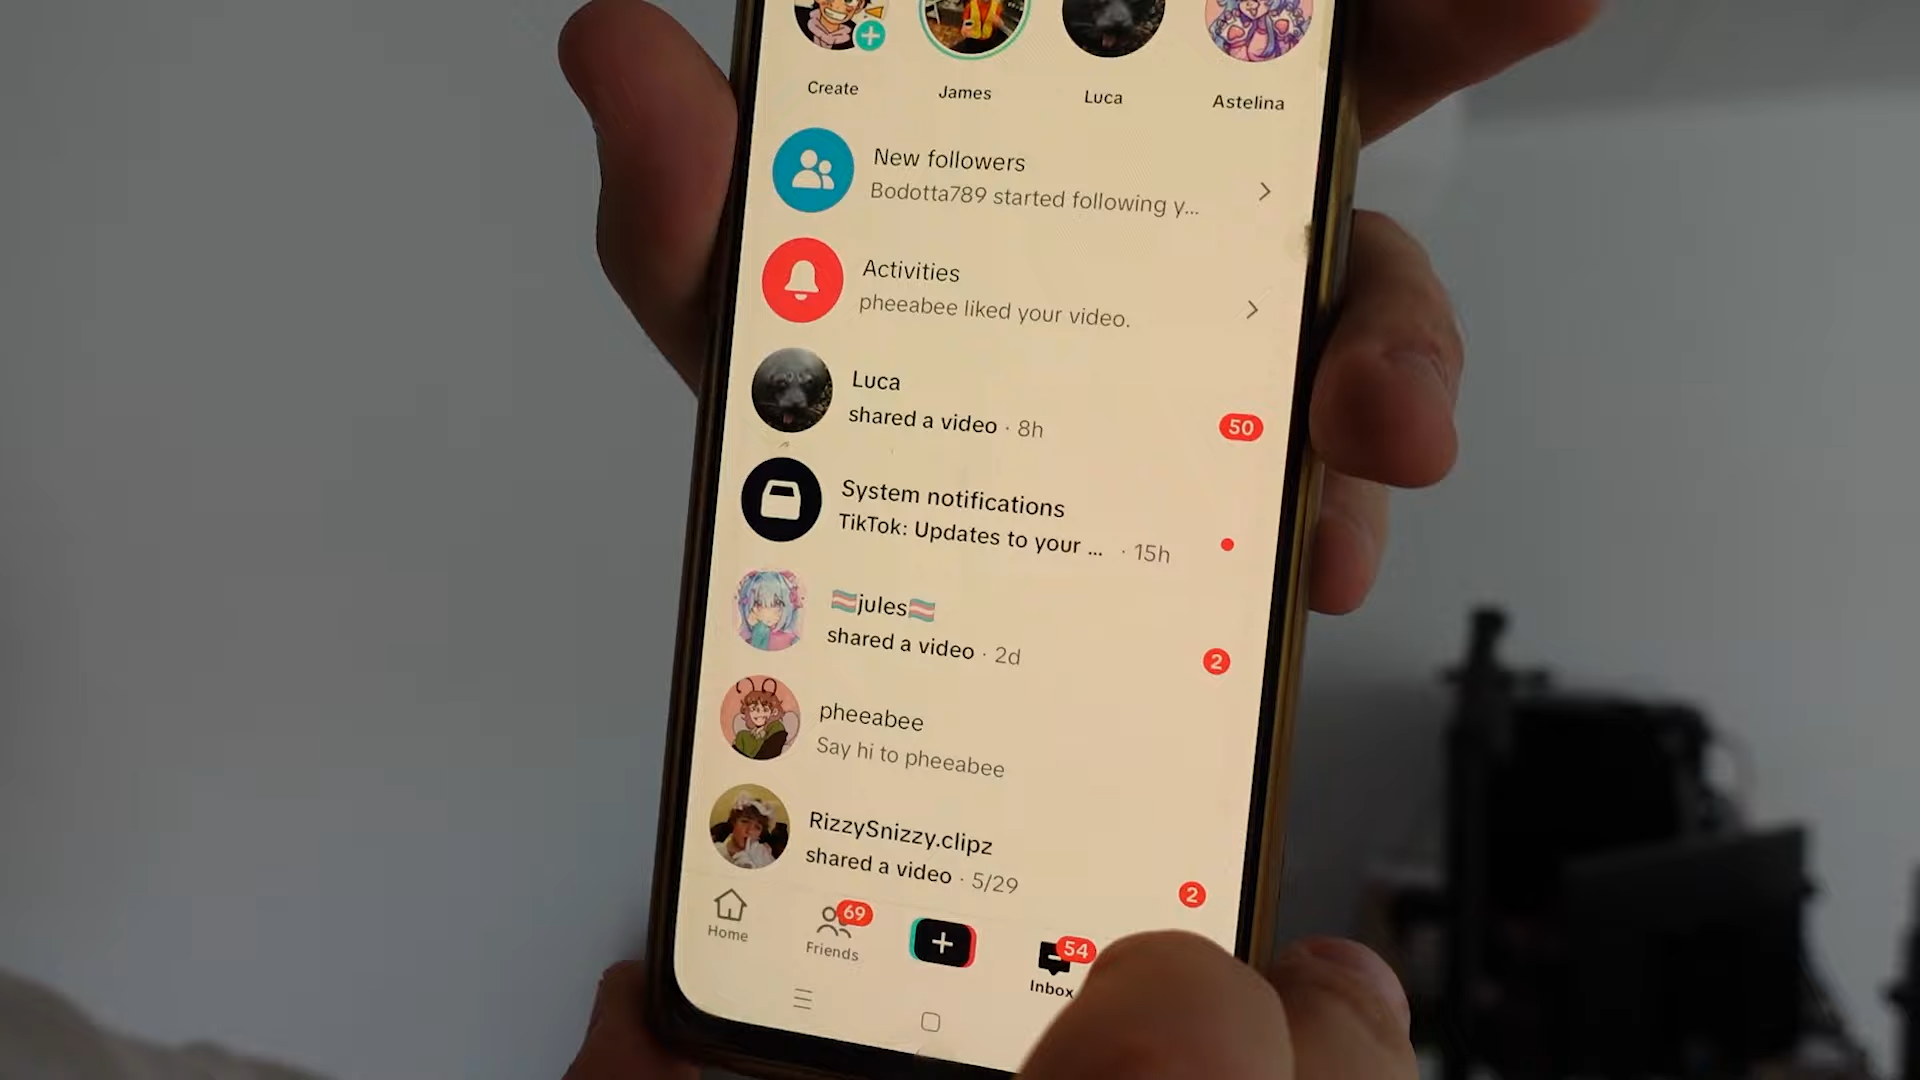 Create
James
Luca
Astelina
New followers
Bodotta789 started following y...
Activities
pheeabee liked your video.
Luca
shared a video · 8h
50
System notifications
TikTok: Updates to your ... · 15h
🏳️‍⚧️jules🏳️‍⚧️
shared a video · 2d
2
pheeabee
Say hi to pheeabee
RizzySnizzy.clipz
shared a video · 5/29
2
Home
69
Friends
54
Inbox